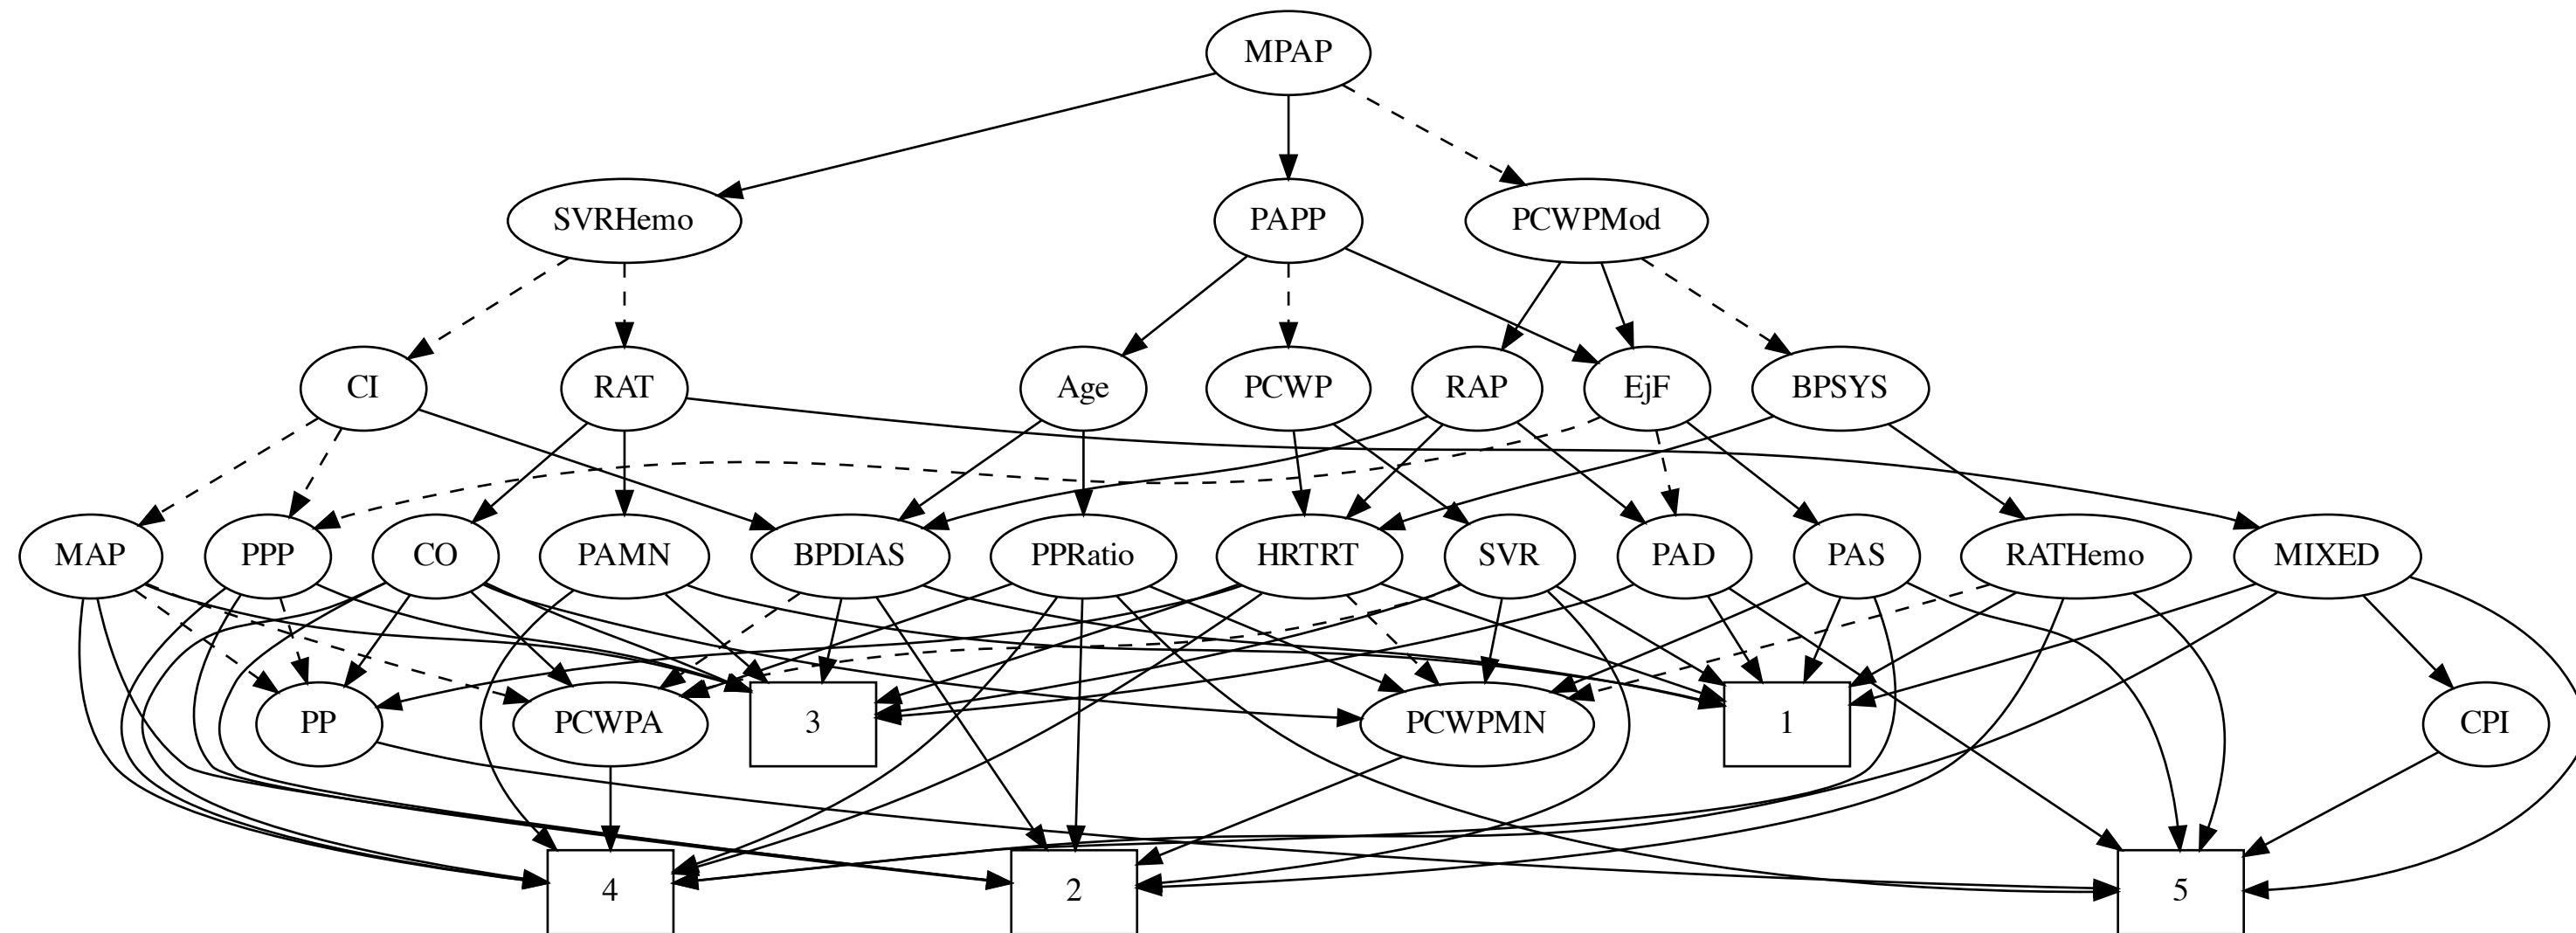 MPAP
SVRHemo
PAPP
PCWPMod
CI
RAT
Age
PCWP
RAP
EjF
BPSYS
MAP
PPP
CO
PAMN
BPDIAS
PPRatio
HRTRT
SVR
PAD
PAS
RATHemo
MIXED
PP
PCWPA
3
PCWPMN
1
CPI
4
2
5